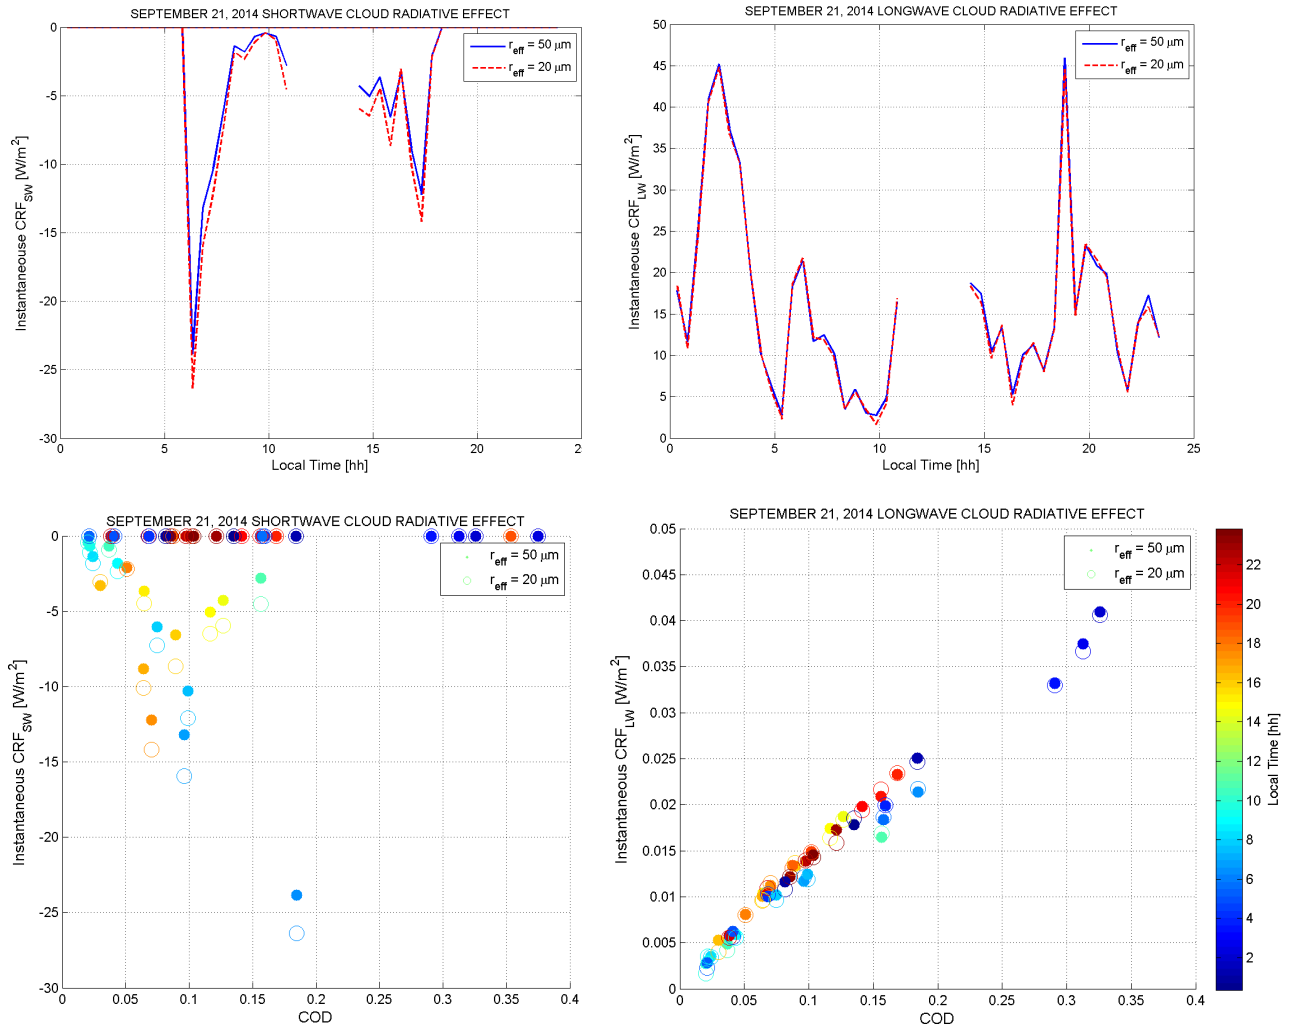 SEPTEMBER 21, 2014 SHORTWAVE CLOUD RADIATIVE EFFECT
0
-5
-10
-15
-20
-25
-30
Instantaneouse CRF_SW [W/m^2]
r_eff = 50 μm
r_eff = 20 μm
0 5 10 15 20 2
Local Time [hh]
SEPTEMBER 21, 2014 LONGWAVE CLOUD RADIATIVE EFFECT
50
45
40
35
30
25
20
15
10
5
0
Instantaneous CRF_LW [W/m^2]
r_eff = 50 μm
r_eff = 20 μm
0 5 10 15 20 25
Local Time [hh]
SEPTEMBER 21, 2014 SHORTWAVE CLOUD RADIATIVE EFFECT
0
-5
-10
-15
-20
-25
-30
Instantaneous CRF_SW [W/m^2]
r_eff = 50 μm
r_eff = 20 μm
0 0.05 0.1 0.15 0.2 0.25 0.3 0.35 0.4
COD
SEPTEMBER 21, 2014 LONGWAVE CLOUD RADIATIVE EFFECT
0.05
0.045
0.04
0.035
0.03
0.025
0.02
0.015
0.01
0.005
0
Instantaneous CRF_LW [W/m^2]
r_eff = 50 μm
r_eff = 20 μm
0 0.05 0.1 0.15 0.2 0.25 0.3 0.35 0.4
COD
22
20
18
16
14
12
10
8
6
4
2
Local Time [hh]